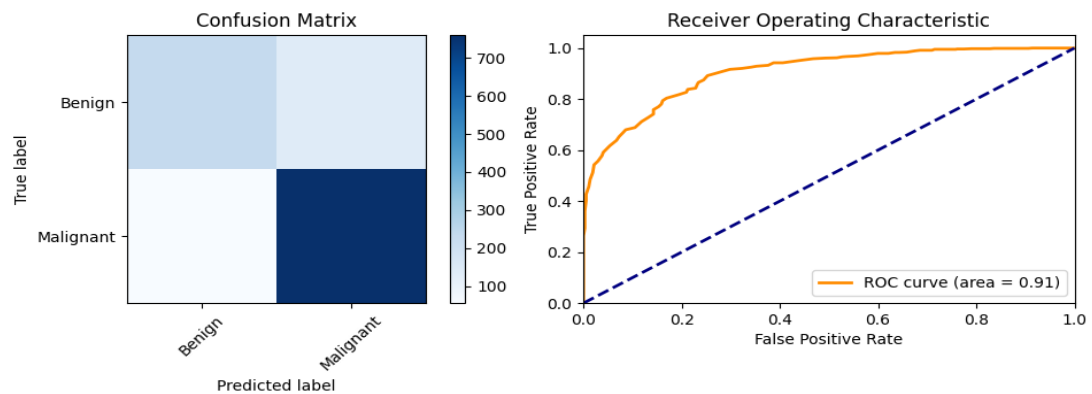 Confusion Matrix
True label
Benign
Malignant
Benign
Malignant
Predicted label
700
600
500
400
300
200
100
Receiver Operating Characteristic
True Positive Rate
1.0
0.8
0.6
0.4
0.2
0.0
0.0
0.2
0.4
0.6
0.8
1.0
False Positive Rate
ROC curve (area = 0.91)